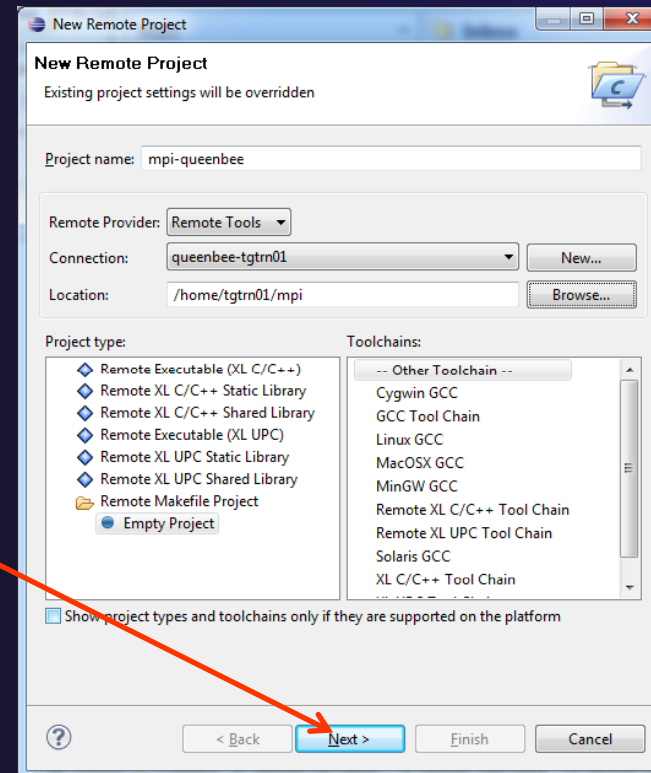 New Remote Project
New Remote Project
Existing project settings will be overridden
Project name: mpi-queenbee
Remote Provider: Remote Tools
Connection: queenbee-tgtrn01 New...
Location: /home/tgtrn01/mpi Browse...
Project type: Toolchains:
Remote Executable (XL C/C++)
Remote XL C/C++ Static Library
Remote XL C/C++ Shared Library
Remote Executable (XL UPC)
Remote XL UPC Static Library
Remote XL UPC Shared Library
Remote Makefile Project
Empty Project
-- Other Toolchain --
Cygwin GCC
GCC Tool Chain
Linux GCC
MacOSX GCC
MinGW GCC
Remote XL C/C++ Tool Chain
Remote XL UPC Tool Chain
Solaris GCC
XL C/C++ Tool Chain
Show project types and toolchains only if they are supported on the platform
? < Back Next > Finish Cancel